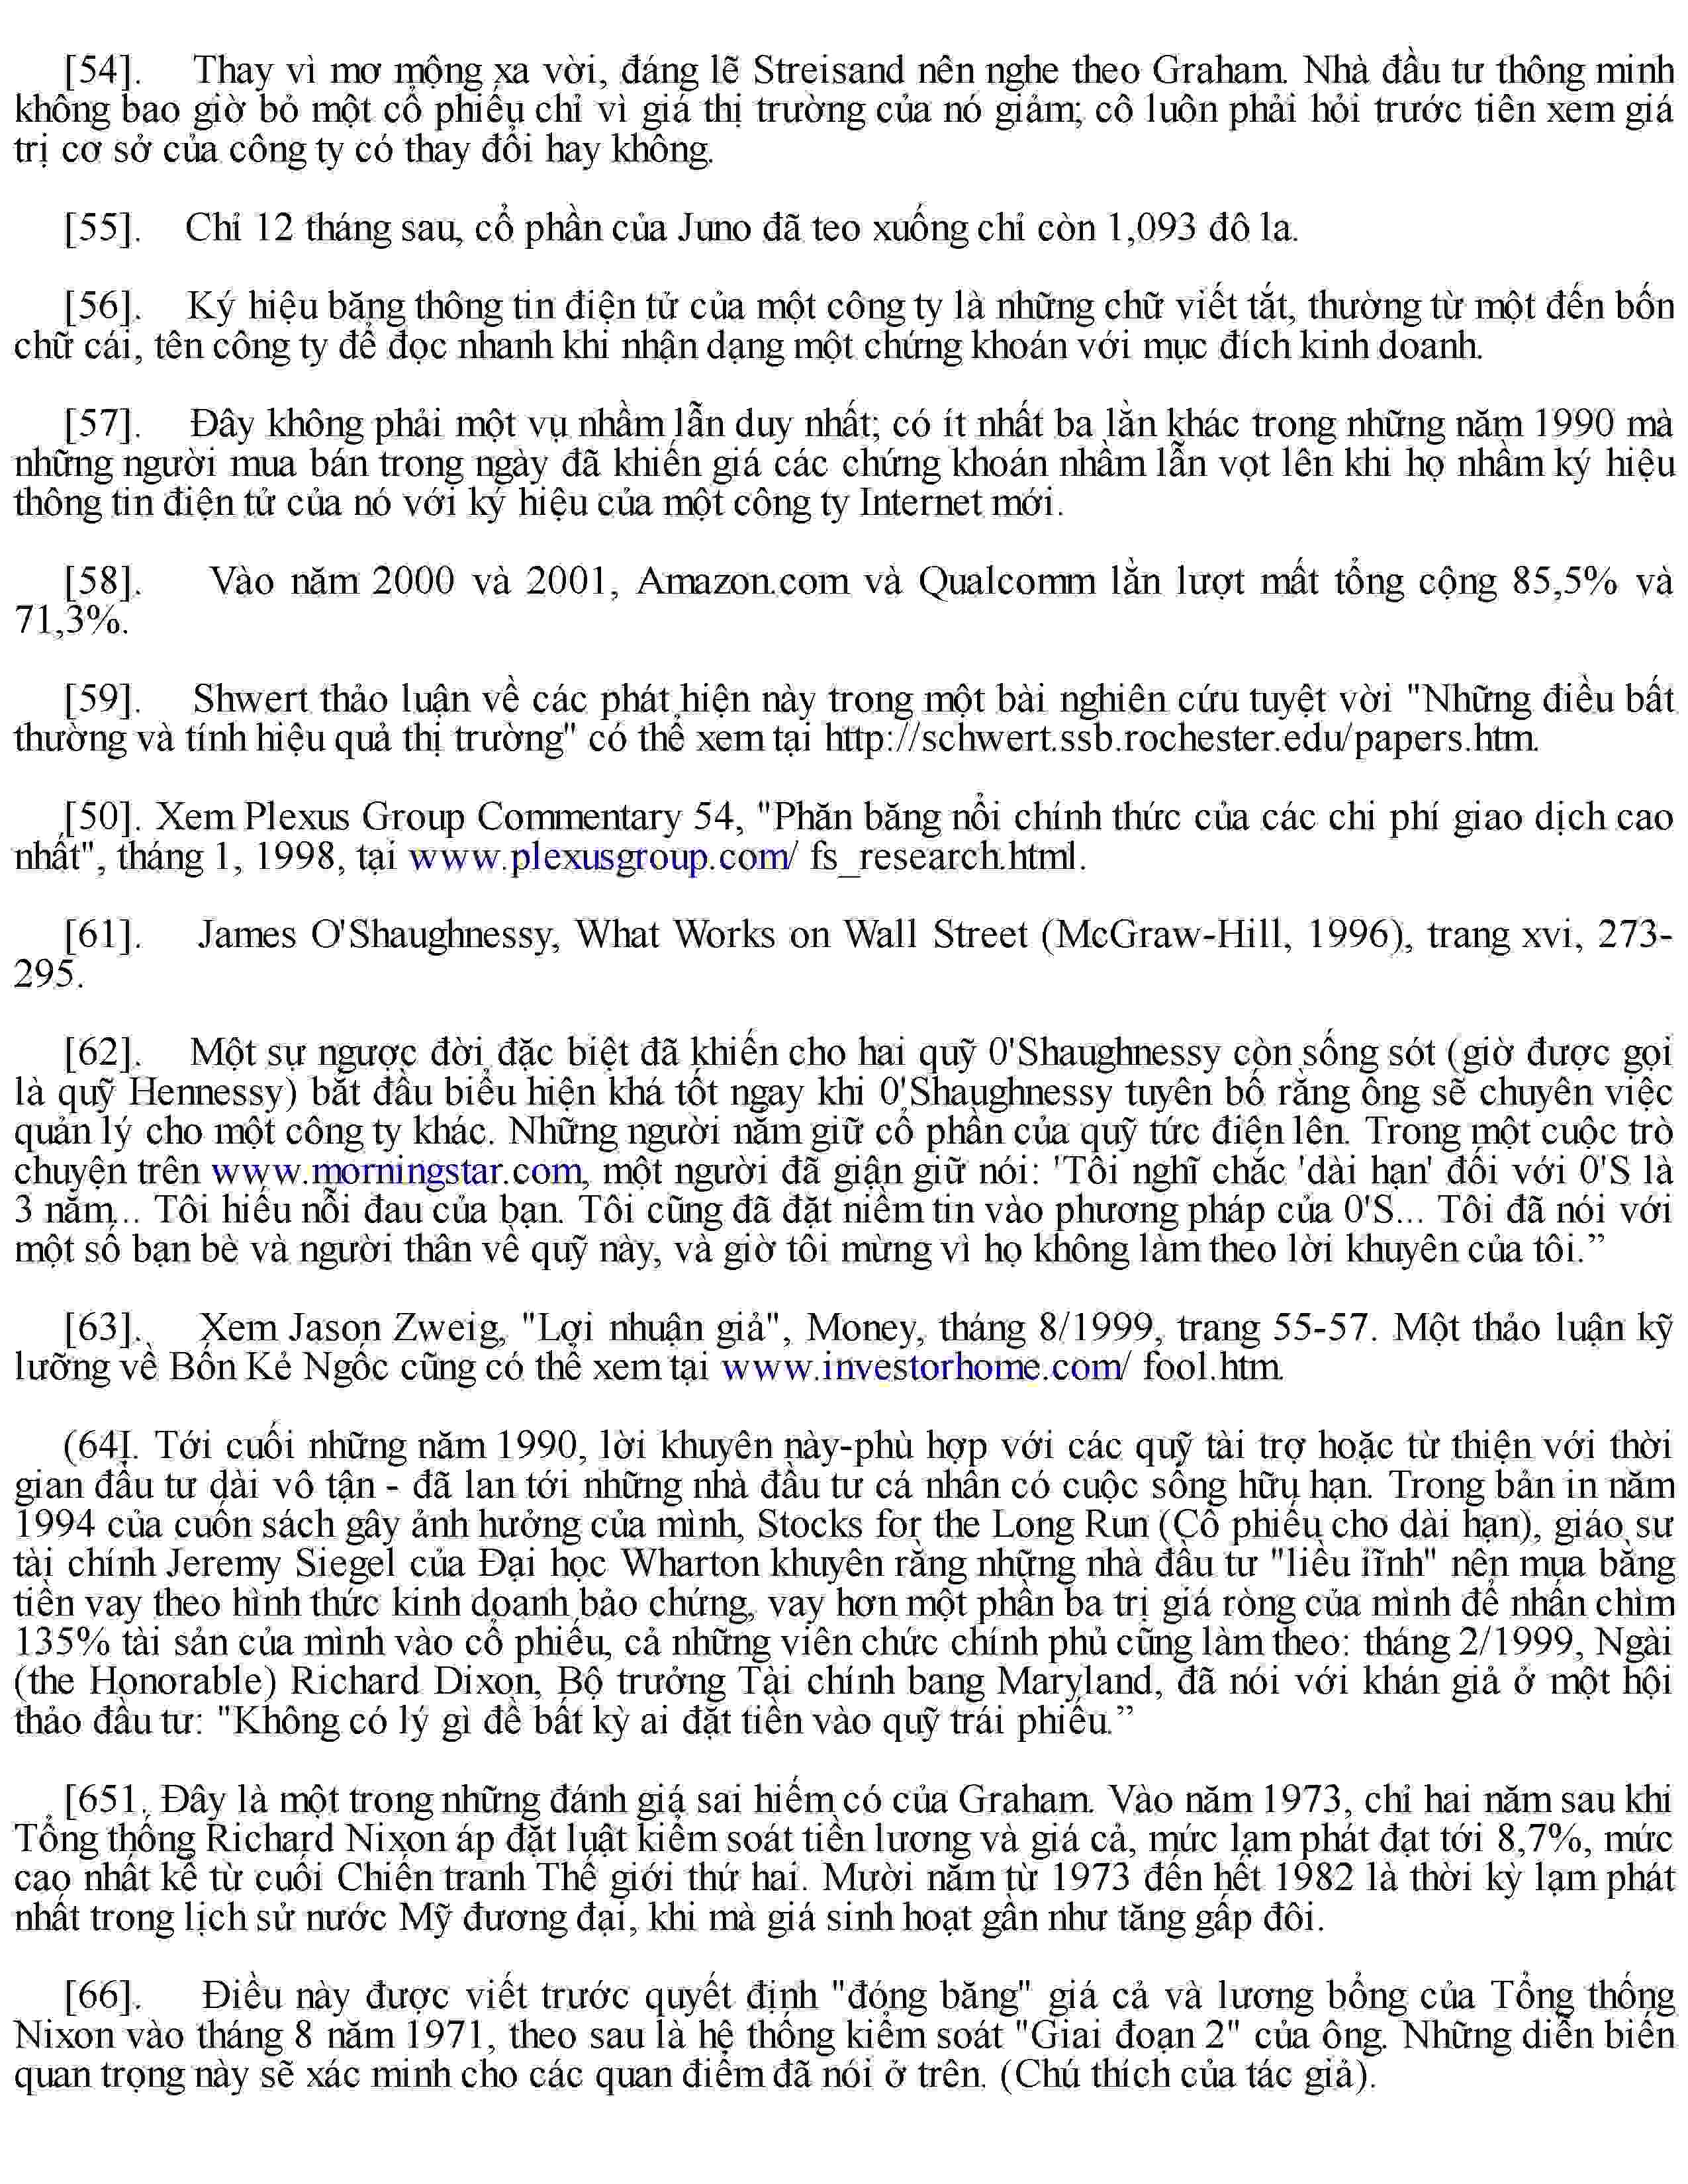 [54]. Thay vì mơ mộng xa vời, đáng lẽ Streisand nên nghe theo Graham. Nhà đầu tư thông minh
không bao giờ bỏ một cổ phiếu chỉ vì giá thị trường của nó giảm; cô luôn phải hỏi trước tiên xem giá
trị cơ sở của công ty có thay đổi hay không.
[55]. Chỉ 12 tháng sau, cổ phần của Juno đã teo xuống chỉ còn 1,093 đô la.
[56]. Ký hiệu băng thông tin điện tử của một công ty là những chữ viết tắt, thường từ một đến bốn
chữ cái, tên công ty để đọc nhanh khi nhận dạng một chứng khoán với mục đích kinh doanh.
[57]. Đây không phải một vụ nhầm lẫn duy nhất; có ít nhất ba lần khác trong những năm 1990 mà
những người mua bán trong ngày đã khiến giá các chứng khoán nhầm lẫn vọt lên khi họ nhầm ký hiệu
thông tin điện tử của nó với ký hiệu của một công ty Internet mới.
[58]. Vào năm 2000 và 2001, Amazon.com và Qualcomm lần lượt mất tổng cộng 85,5% và
71,3%.
[59]. Shwert thảo luận về các phát hiện này trong một bài nghiên cứu tuyệt vời "Những điều bất
thường và tính hiệu quả thị trường" có thể xem tại http://schwert.ssb.rochester.edu/papers.htm.
[50]. Xem Plexus Group Commentary 54, "Phăn băng nổi chính thức của các chi phí giao dịch cao
nhất", tháng 1, 1998, tại www.plexusgroup.com/ fs_research.html.
[61]. James O'Shaughnessy, What Works on Wall Street (McGraw-Hill, 1996), trang xvi, 273-
295.
[62]. Một sự ngược đời đặc biệt đã khiến cho hai quỹ 0'Shaughnessy còn sống sót (giờ được gọi
là quỹ Hennessy) bắt đầu biểu hiện khá tốt ngay khi 0'Shaughnessy tuyên bố rằng ông sẽ chuyên việc
quản lý cho một công ty khác. Những người nắm giữ cổ phần của quỹ tức điện lên. Trong một cuộc trò
chuyện trên www.morningstar.com, một người đã giận giữ nói: 'Tôi nghĩ chắc 'dài hạn' đối với 0'S là
3 năm... Tôi hiểu nỗi đau của bạn. Tôi cũng đã đặt niềm tin vào phương pháp của 0'S... Tôi đã nói với
một số bạn bè và người thân về quỹ này, và giờ tôi mừng vì họ không làm theo lời khuyên của tôi.”
[63]. Xem Jason Zweig, "Lợi nhuận giả", Money, tháng 8/1999, trang 55-57. Một thảo luận kỹ
lưỡng về Bốn Kẻ Ngốc cũng có thể xem tại www.investorhome.com/ fool.htm.
(64I. Tới cuối những năm 1990, lời khuyên này-phù hợp với các quỹ tài trợ hoặc từ thiện với thời
gian đầu tư dài vô tận - đã lan tới những nhà đầu tư cá nhân có cuộc sống hữu hạn. Trong bản in năm
1994 của cuốn sách gây ảnh hưởng của mình, Stocks for the Long Run (Cổ phiếu cho dài hạn), giáo sư
tài chính Jeremy Siegel của Đại học Wharton khuyên rằng những nhà đầu tư "liều ĩĩnh" nên mua bằng
tiền vay theo hình thức kinh doanh bảo chứng, vay hơn một phần ba trị giá ròng của mình để nhấn chìm
135% tài sản của mình vào cổ phiếu, cả những viên chức chính phủ cũng làm theo: tháng 2/1999, Ngài
(the Honorable) Richard Dixon, Bộ trưởng Tài chính bang Maryland, đã nói với khán giả ở một hội
thảo đầu tư: "Không có lý gì để bất kỳ ai đặt tiền vào quỹ trái phiếu.”
[651. Đây là một trong những đánh giá sai hiếm có của Graham. Vào năm 1973, chỉ hai năm sau khi
Tổng thống Richard Nixon áp đặt luật kiểm soát tiền lương và giá cả, mức lạm phát đạt tới 8,7%, mức
cao nhất kể từ cuối Chiến tranh Thế giới thứ hai. Mười năm từ 1973 đến hết 1982 là thời kỳ lạm phát
nhất trong lịch sử nước Mỹ đương đại, khi mà giá sinh hoạt gần như tăng gấp đôi.
[66]. Điều này được viết trước quyết định "đóng băng" giá cả và lương bổng của Tổng thống
Nixon vào tháng 8 năm 1971, theo sau là hệ thống kiểm soát "Giai đoạn 2" của ông. Những diễn biến
quan trọng này sẽ xác minh cho các quan điểm đã nói ở trên. (Chú thích của tác giả).